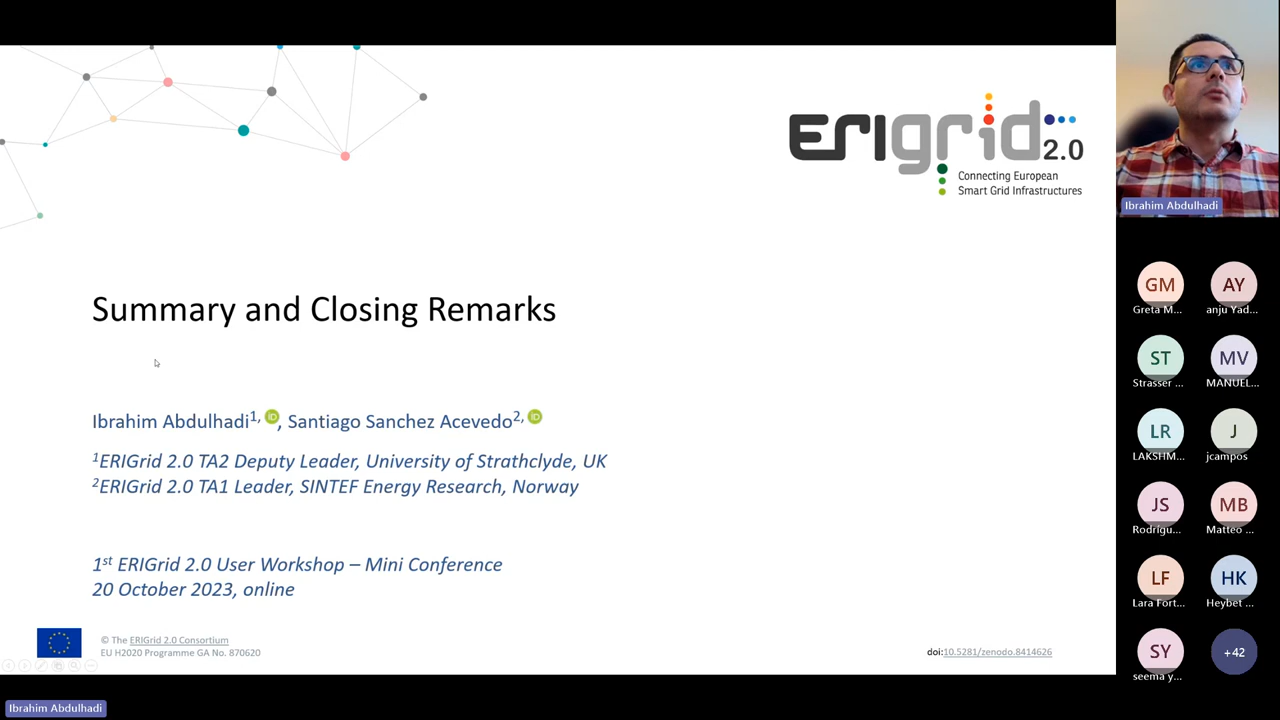 ERIgrid 2.0
Connecting European
Smart Grid Infrastructures
Summary and Closing Remarks
Ibrahim Abdulhadi1, iD, Santiago Sanchez Acevedo2, iD
1ERIGrid 2.0 TA2 Deputy Leader, University of Strathclyde, UK
2ERIGrid 2.0 TA1 Leader, SINTEF Energy Research, Norway
1st ERIGrid 2.0 User Workshop – Mini Conference
20 October 2023, online
© The ERIGrid 2.0 Consortium
EU H2020 Programme GA No. 870620
doi:10.5281/zenodo.8414626
Ibrahim Abdulhadi
GM
Greta M...
AY
anju Yad...
ST
Strasser ...
MV
MANUEL...
LR
LAKSHM...
J
jcampos
JS
Rodrígu...
MB
Matteo ...
LF
Lara Fort...
HK
Heybet ...
SY
seema y...
+42
Ibrahim Abdulhadi